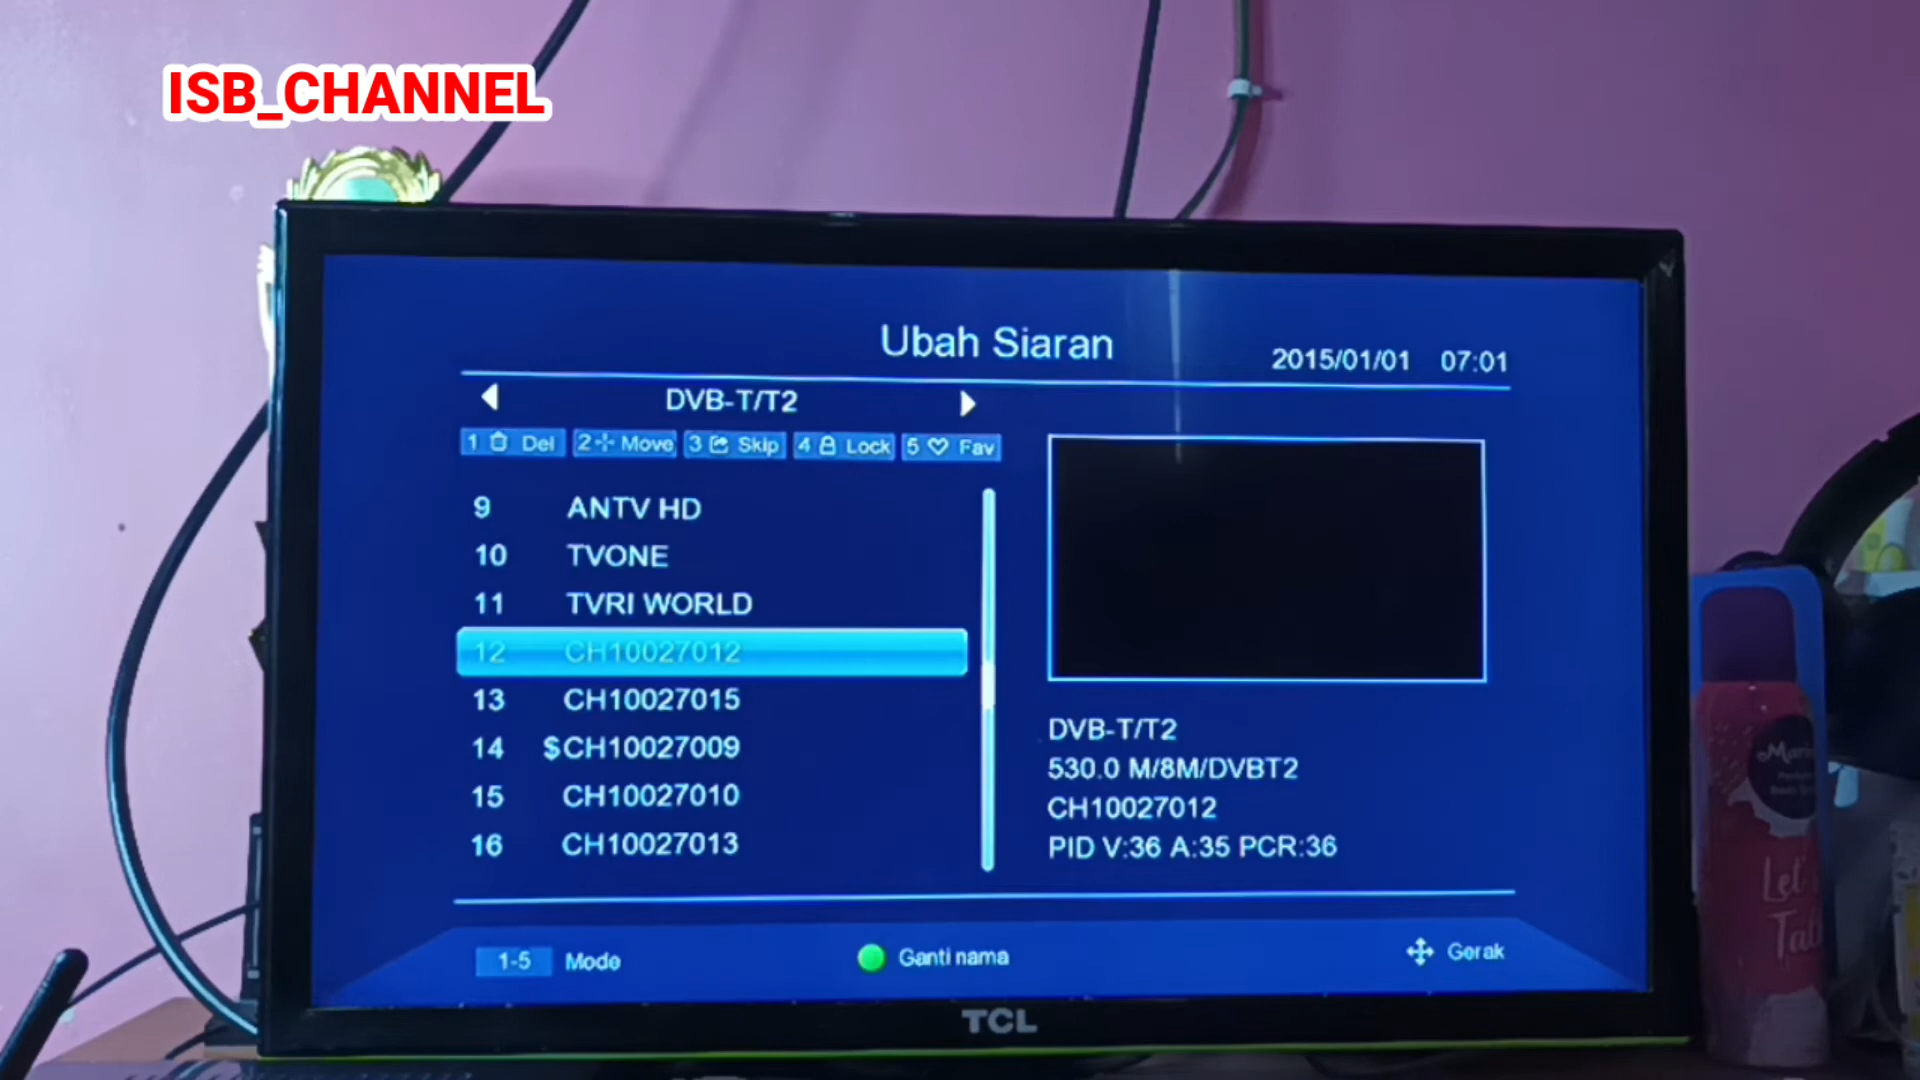 ISB_CHANNEL
Ubah Siaran
2015/01/01 07:01
DVB-T/T2
1 Del 2 Move 3 Skip 4 Lock 5 Fav
9 ANTV HD
10 TVONE
11 TVRI WORLD
12 CH10027012
13 CH10027015
14 $CH10027009
15 CH10027010
16 CH10027013
DVB-T/T2
530.0 M/8M/DVBT2
CH10027012
PID V:36 A:35 PCR:36
1-5 Mode
Ganti nama
Gerak
TCL
Let